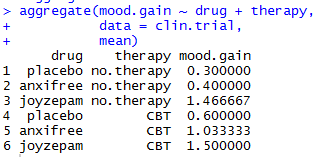 > aggregate(mood.gain ~ drug + therapy,
+ data = clin.trial,
+ mean)
drug therapy mood.gain
1 placebo no.therapy 0.300000
2 anxifree no.therapy 0.400000
3 joyzepam no.therapy 1.466667
4 placebo CBT 0.600000
5 anxifree CBT 1.033333
6 joyzepam CBT 1.500000